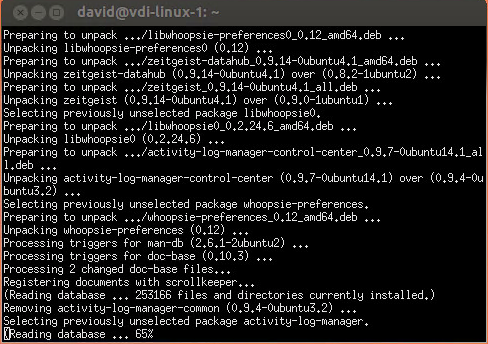 david@vdi-linux-1: ~
Preparing to unpack .../libwhoopsie-preferences0_0.12_amd64.deb ...
Unpacking libwhoopsie-preferences0 (0.12) ...
Preparing to unpack .../zeitgeist-datahub_0.9.14-0ubuntu4.1_amd64.deb ...
Unpacking zeitgeist-datahub (0.9.14-0ubuntu4.1) over (0.8.2-1ubuntu2) ...
Preparing to unpack .../zeitgeist_0.9.14-0ubuntu4.1_all.deb ...
Unpacking zeitgeist (0.9.14-0ubuntu4.1) over (0.9.0-1ubuntu1) ...
Selecting previously unselected package libwhoopsie0.
Preparing to unpack .../libwhoopsie0_0.2.24.6_amd64.deb ...
Unpacking libwhoopsie0 (0.2.24.6) ...
Preparing to unpack .../activity-log-manager-control-center_0.9.7-0ubuntu14.1_al
l.deb ...
Unpacking activity-log-manager-control-center (0.9.7-0ubuntu14.1) over (0.9.4-0u
buntu3.2) ...
Selecting previously unselected package whoopsie-preferences.
Preparing to unpack .../whoopsie-preferences_0.12_amd64.deb ...
Unpacking whoopsie-preferences (0.12) ...
Processing triggers for man-db (2.6.1-2ubuntu2) ...
Processing triggers for doc-base (0.10.3) ...
Processing 2 changed doc-base files...
Registering documents with scrollkeeper...
(Reading database ... 253166 files and directories currently installed.)
Removing activity-log-manager-common (0.9.4-0ubuntu3.2) ...
Selecting previously unselected package activity-log-manager.
(Reading database ... 65%